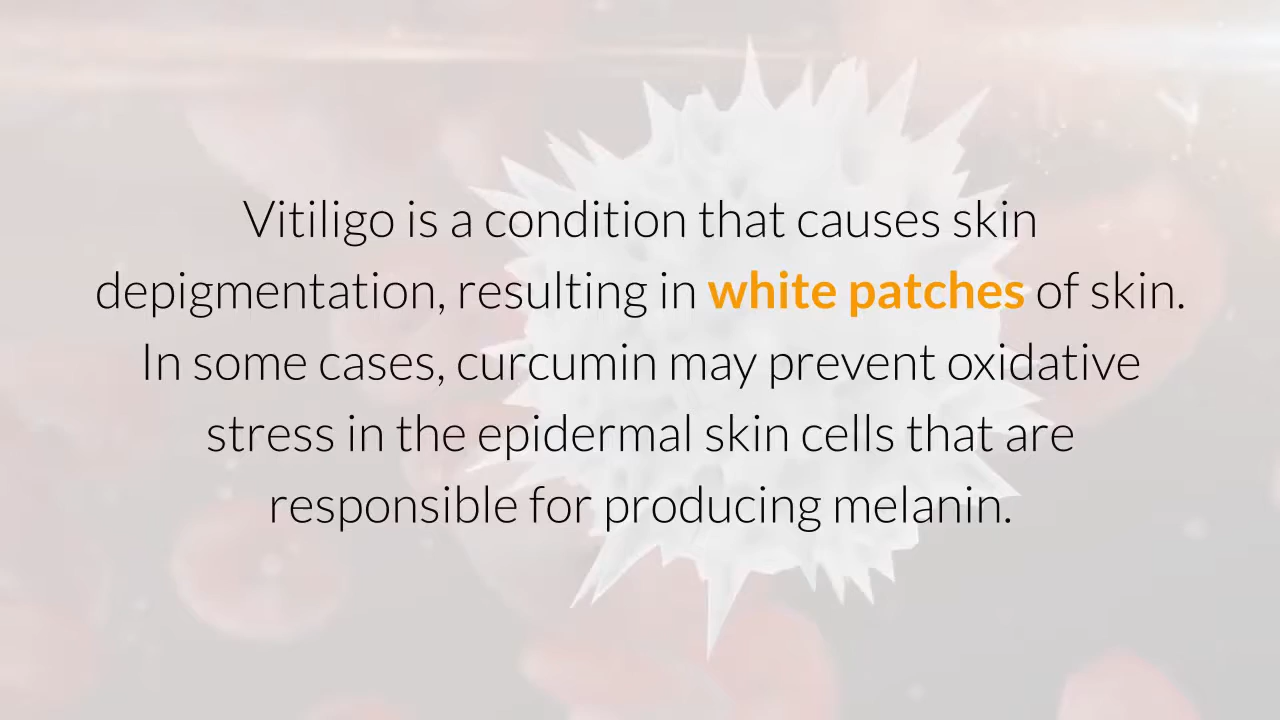 Vitiligo is a condition that causes skin
depigmentation, resulting in white patches of skin.
In some cases, curcumin may prevent oxidative
stress in the epidermal skin cells that are
responsible for producing melanin.